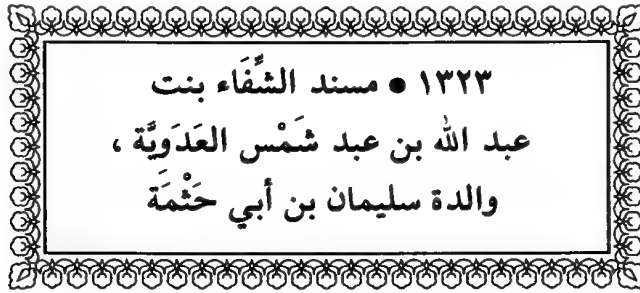 ١٣٢٣ ● مسند الشِّفَاء بنت
عبد الله بن عبد شَمْس العَدَوِيَّة ،
والدة سليمان بن أبي حَثْمَة